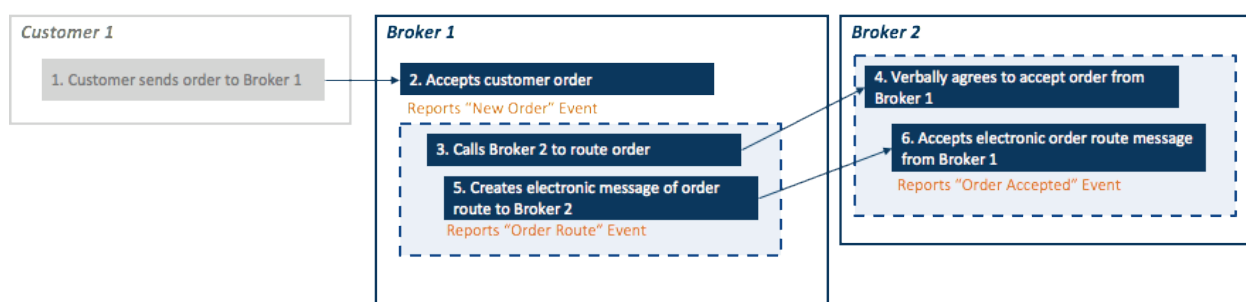 Customer 1
1. Customer sends order to Broker 1
Broker 1
2. Accepts customer order
Reports “New Order” Event
3. Calls Broker 2 to route order
5. Creates electronic message of order
route to Broker 2
Reports “Order Route” Event
Broker 2
4. Verbally agrees to accept order from
Broker 1
6. Accepts electronic order route message
from Broker 1
Reports “Order Accepted” Event